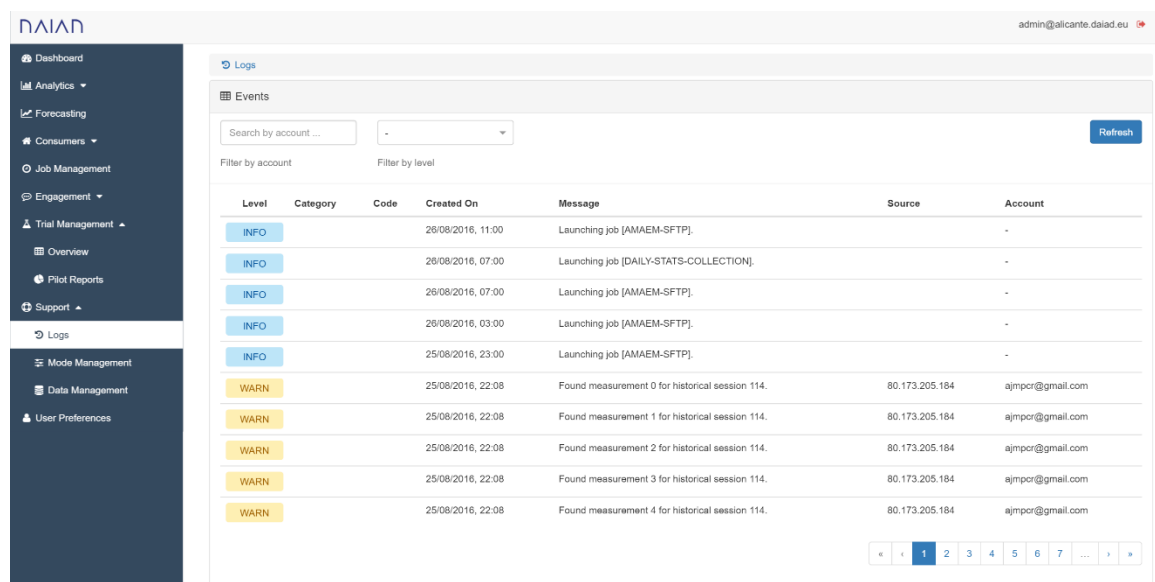 DAIAD
admin@alicante.daiad.eu
Dashboard
Analytics
Forecasting
Consumers
Job Management
Engagement
Trial Management
Overview
Pilot Reports
Support
Logs
Mode Management
Data Management
User Preferences
Logs
Events
Search by account ...
-
Refresh
Filter by account Filter by level
Level Category Code Created On Message Source Account
INFO 26/08/2016, 11:00 Launching job [AMAEM-SFTP]. -
INFO 26/08/2016, 07:00 Launching job [DAILY-STATS-COLLECTION]. -
INFO 26/08/2016, 07:00 Launching job [AMAEM-SFTP]. -
INFO 26/08/2016, 03:00 Launching job [AMAEM-SFTP]. -
INFO 25/08/2016, 23:00 Launching job [AMAEM-SFTP]. -
WARN 25/08/2016, 22:08 Found measurement 0 for historical session 114. 80.173.205.184 ajmpcr@gmail.com
WARN 25/08/2016, 22:08 Found measurement 1 for historical session 114. 80.173.205.184 ajmpcr@gmail.com
WARN 25/08/2016, 22:08 Found measurement 2 for historical session 114. 80.173.205.184 ajmpcr@gmail.com
WARN 25/08/2016, 22:08 Found measurement 3 for historical session 114. 80.173.205.184 ajmpcr@gmail.com
WARN 25/08/2016, 22:08 Found measurement 4 for historical session 114. 80.173.205.184 ajmpcr@gmail.com
« ‹ 1 2 3 4 5 6 7 ... › »